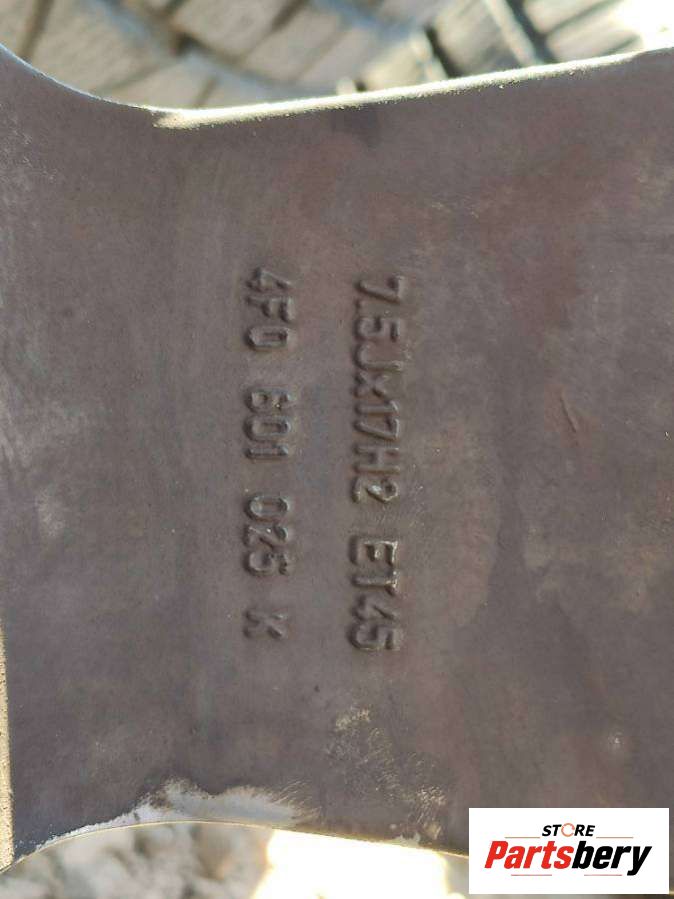 7.5Jx17H2 ET45
4F0 601 025 K
STORE
Partsbery